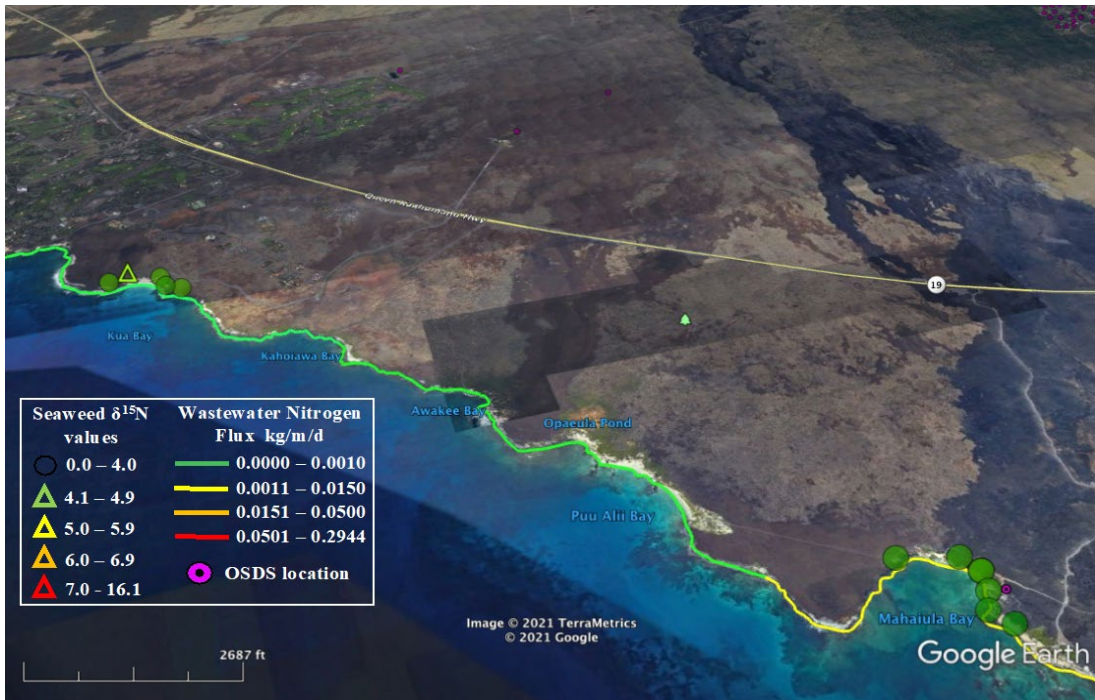 Queen Kaahumanu Hwy
19
Kua Bay
Kahoiawa Bay
Awakee Bay
Opaeula Pond
Puu Alii Bay
Mahaiula Bay
Seaweed δ¹⁵N
values
0.0 – 4.0
4.1 – 4.9
5.0 – 5.9
6.0 – 6.9
7.0 - 16.1
Wastewater Nitrogen
Flux kg/m/d
0.0000 – 0.0010
0.0011 – 0.0150
0.0151 – 0.0500
0.0501 – 0.2944
OSDS location
2687 ft
Image © 2021 TerraMetrics
© 2021 Google
Google Earth